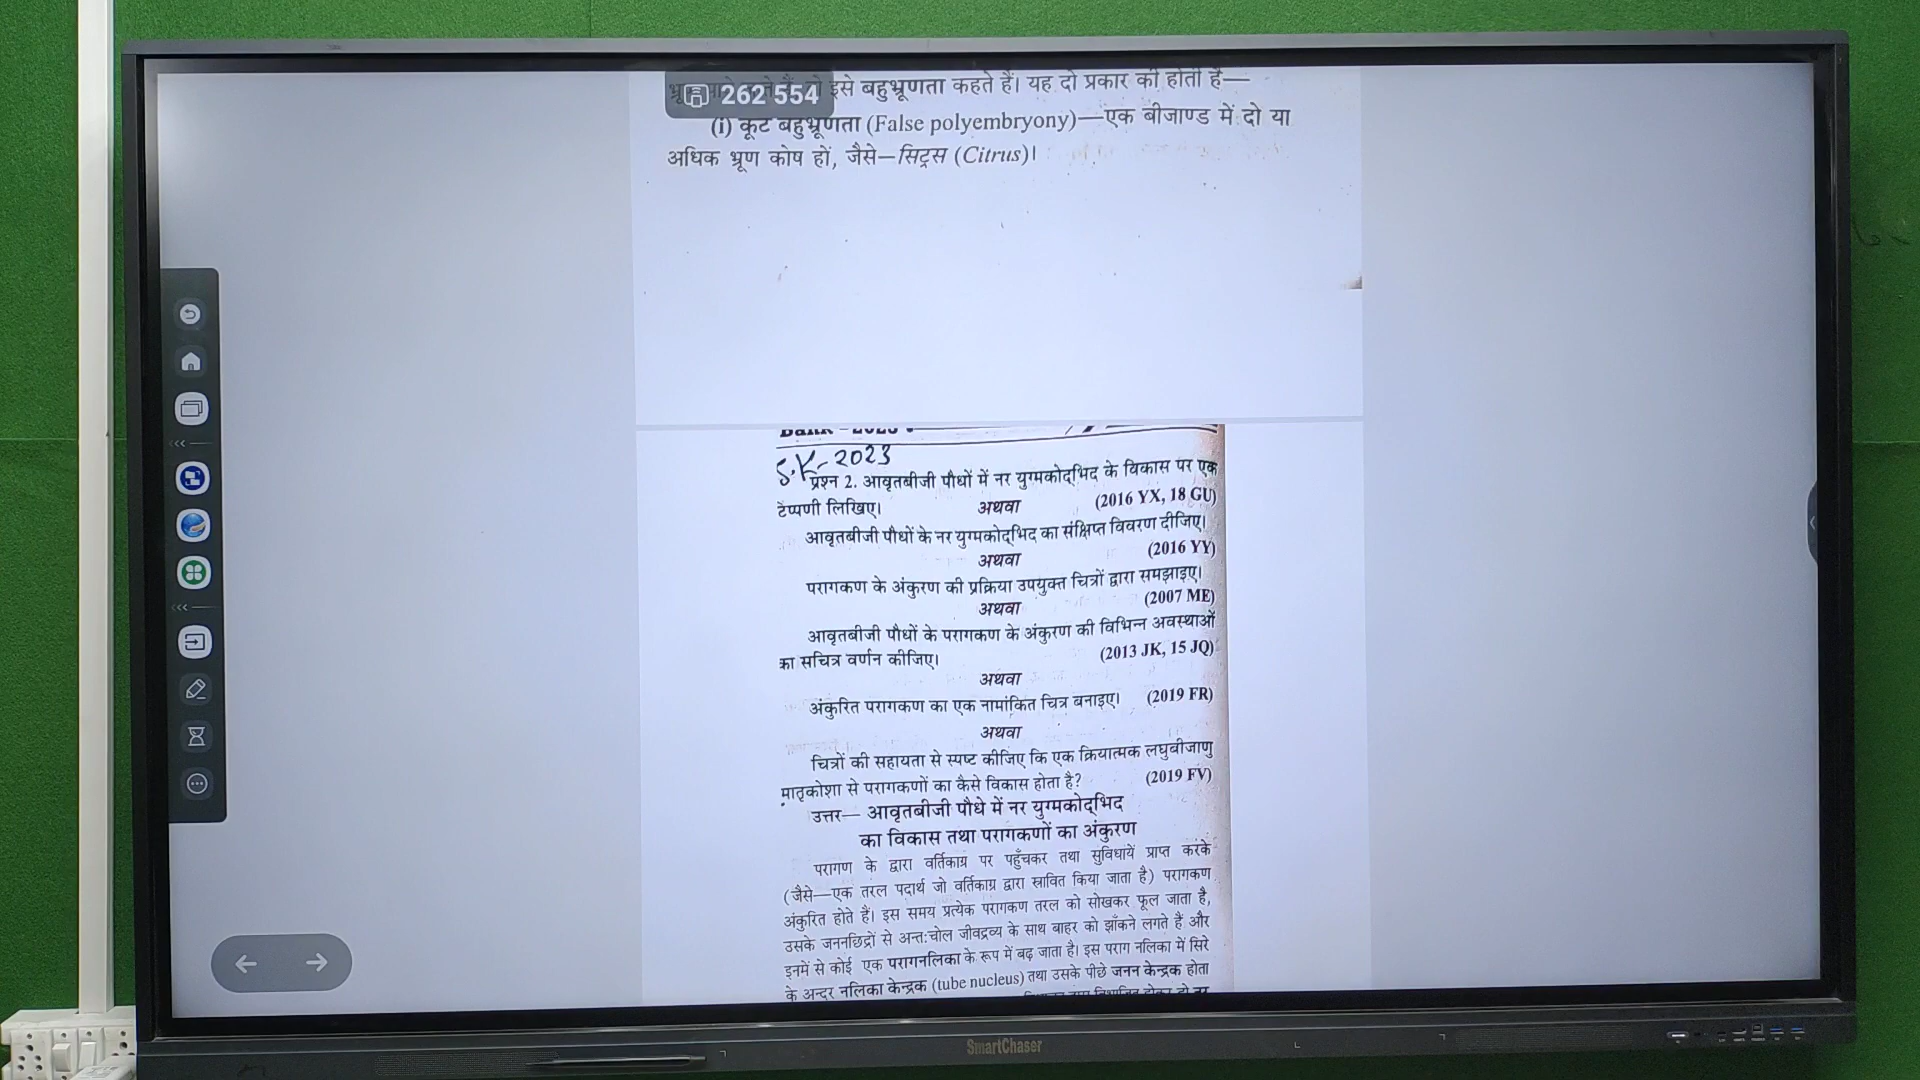 इसे बहुभ्रूणता कहते हैं। यह दो प्रकार की होती है—
262 554
(i) कूट बहुभ्रूणता (False polyembryony)—एक बीजाण्ड में दो या
अधिक भ्रूण कोष हों, जैसे—सिट्रस (Citrus)।
S.K-2023
प्रश्न 2. आवृतबीजी पौधों में नर युग्मकोद्भिद के विकास पर एक
टेप्पणी लिखिए। (2016 YX, 18 GU)
अथवा
आवृतबीजी पौधों के नर युग्मकोद्भिद का संक्षिप्त विवरण दीजिए।
(2016 YY)
अथवा
परागकण के अंकुरण की प्रक्रिया उपयुक्त चित्रों द्वारा समझाइए।
(2007 ME)
अथवा
आवृतबीजी पौधों के परागकण के अंकुरण की विभिन्न अवस्थाओं
का सचित्र वर्णन कीजिए। (2013 JK, 15 JQ)
अथवा
अंकुरित परागकण का एक नामांकित चित्र बनाइए। (2019 FR)
अथवा
चित्रों की सहायता से स्पष्ट कीजिए कि एक क्रियात्मक लघुबीजाणु
मातृकोशा से परागकणों का कैसे विकास होता है? (2019 FV)
उत्तर— आवृतबीजी पौधे में नर युग्मकोद्भिद
का विकास तथा परागकणों का अंकुरण
परागण के द्वारा वर्तिकाग्र पर पहुँचकर तथा सुविधायें प्राप्त करके
(जैसे—एक तरल पदार्थ जो वर्तिकाग्र द्वारा स्रावित किया जाता है) परागकण
अंकुरित होते हैं। इस समय प्रत्येक परागकण तरल को सोखकर फूल जाता है,
उसके जननछिद्रों से अन्त:चोल जीवद्रव्य के साथ बाहर को झाँकने लगते हैं और
इनमें से कोई एक परागनलिका के रूप में बढ़ जाता है। इस पराग नलिका में सिरे
के अन्दर नलिका केन्द्रक (tube nucleus) तथा उसके पीछे जनन केन्द्रक होता
SmartChaser